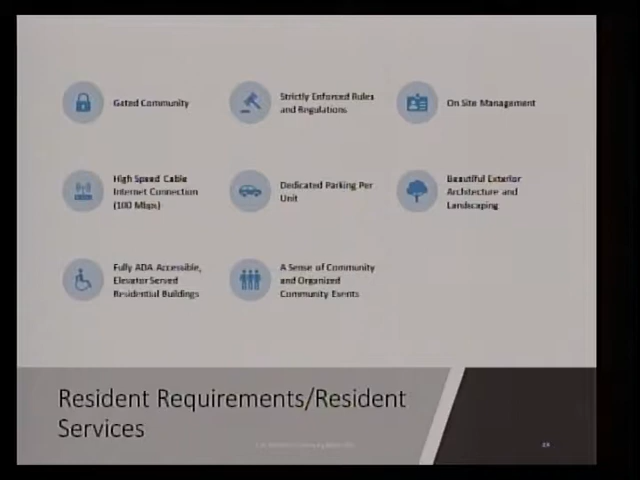 Gated Community
Strictly Enforced Rules
and Regulations
On Site Management
High Speed Cable
Internet Connection
(100 Mbps)
Dedicated Parking Per
Unit
Beautiful Exterior
Architecture and
Landscaping
Fully ADA Accessible,
Elevator Served
Residential Buildings
A Sense of Community
and Organized
Community Events
Resident Requirements/Resident
Services